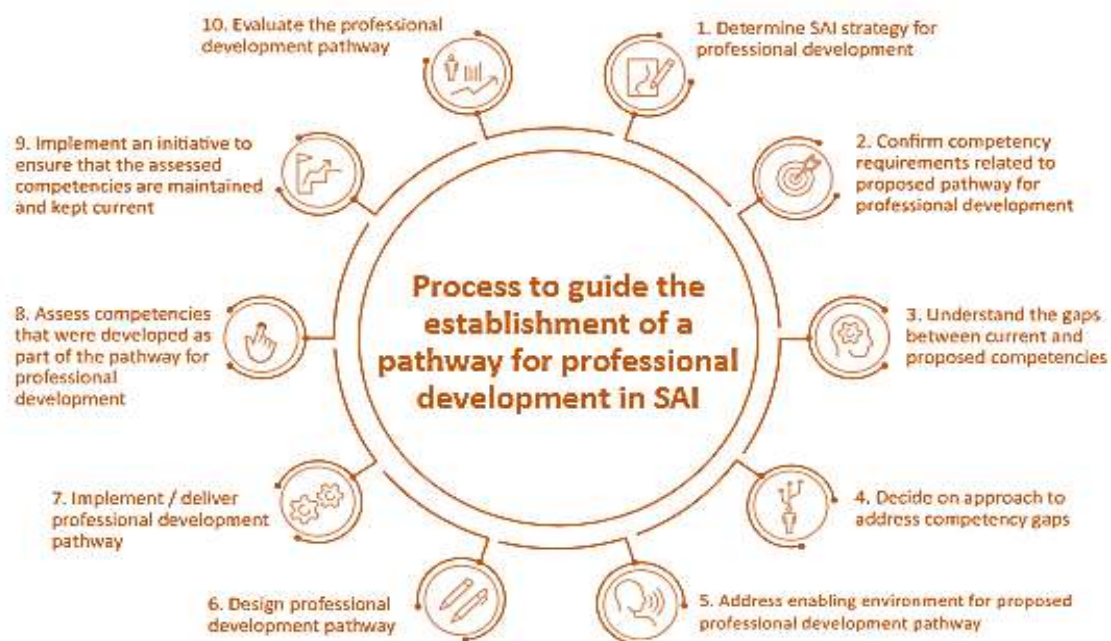 Process to guide the
establishment of a
pathway for professional
development in SAI
1. Determine SAI strategy for
professional development
2. Confirm competency
requirements related to
proposed pathway for
professional development
3. Understand the gaps
between current and
proposed competencies
4. Decide on approach to
address competency gaps
5. Address enabling environment for proposed
professional development pathway
6. Design professional
development pathway
7. Implement / deliver
professional development
pathway
8. Assess competencies
that were developed as
part of the pathway for
professional
development
9. Implement an initiative to
ensure that the assessed
competencies are maintained
and kept current
10. Evaluate the professional
development pathway